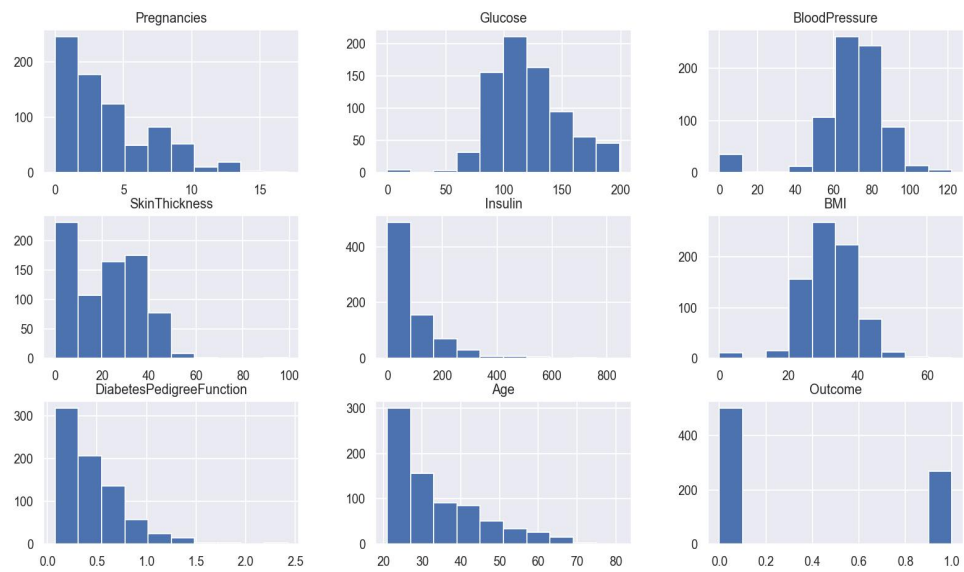 Pregnancies Glucose BloodPressure
200
100
0
0 5 10 15
200
150
100
50
0
0 50 100 150 200
200
100
0
0 20 40 60 80 100 120
SkinThickness Insulin BMI
200
150
100
50
0
0 20 40 60 80 100
400
200
0
0 200 400 600 800
200
100
0
0 20 40 60
DiabetesPedigreeFunction Age Outcome
300
200
100
0
0.0 0.5 1.0 1.5 2.0 2.5
300
200
100
0
20 30 40 50 60 70 80
400
200
0
0.0 0.2 0.4 0.6 0.8 1.0